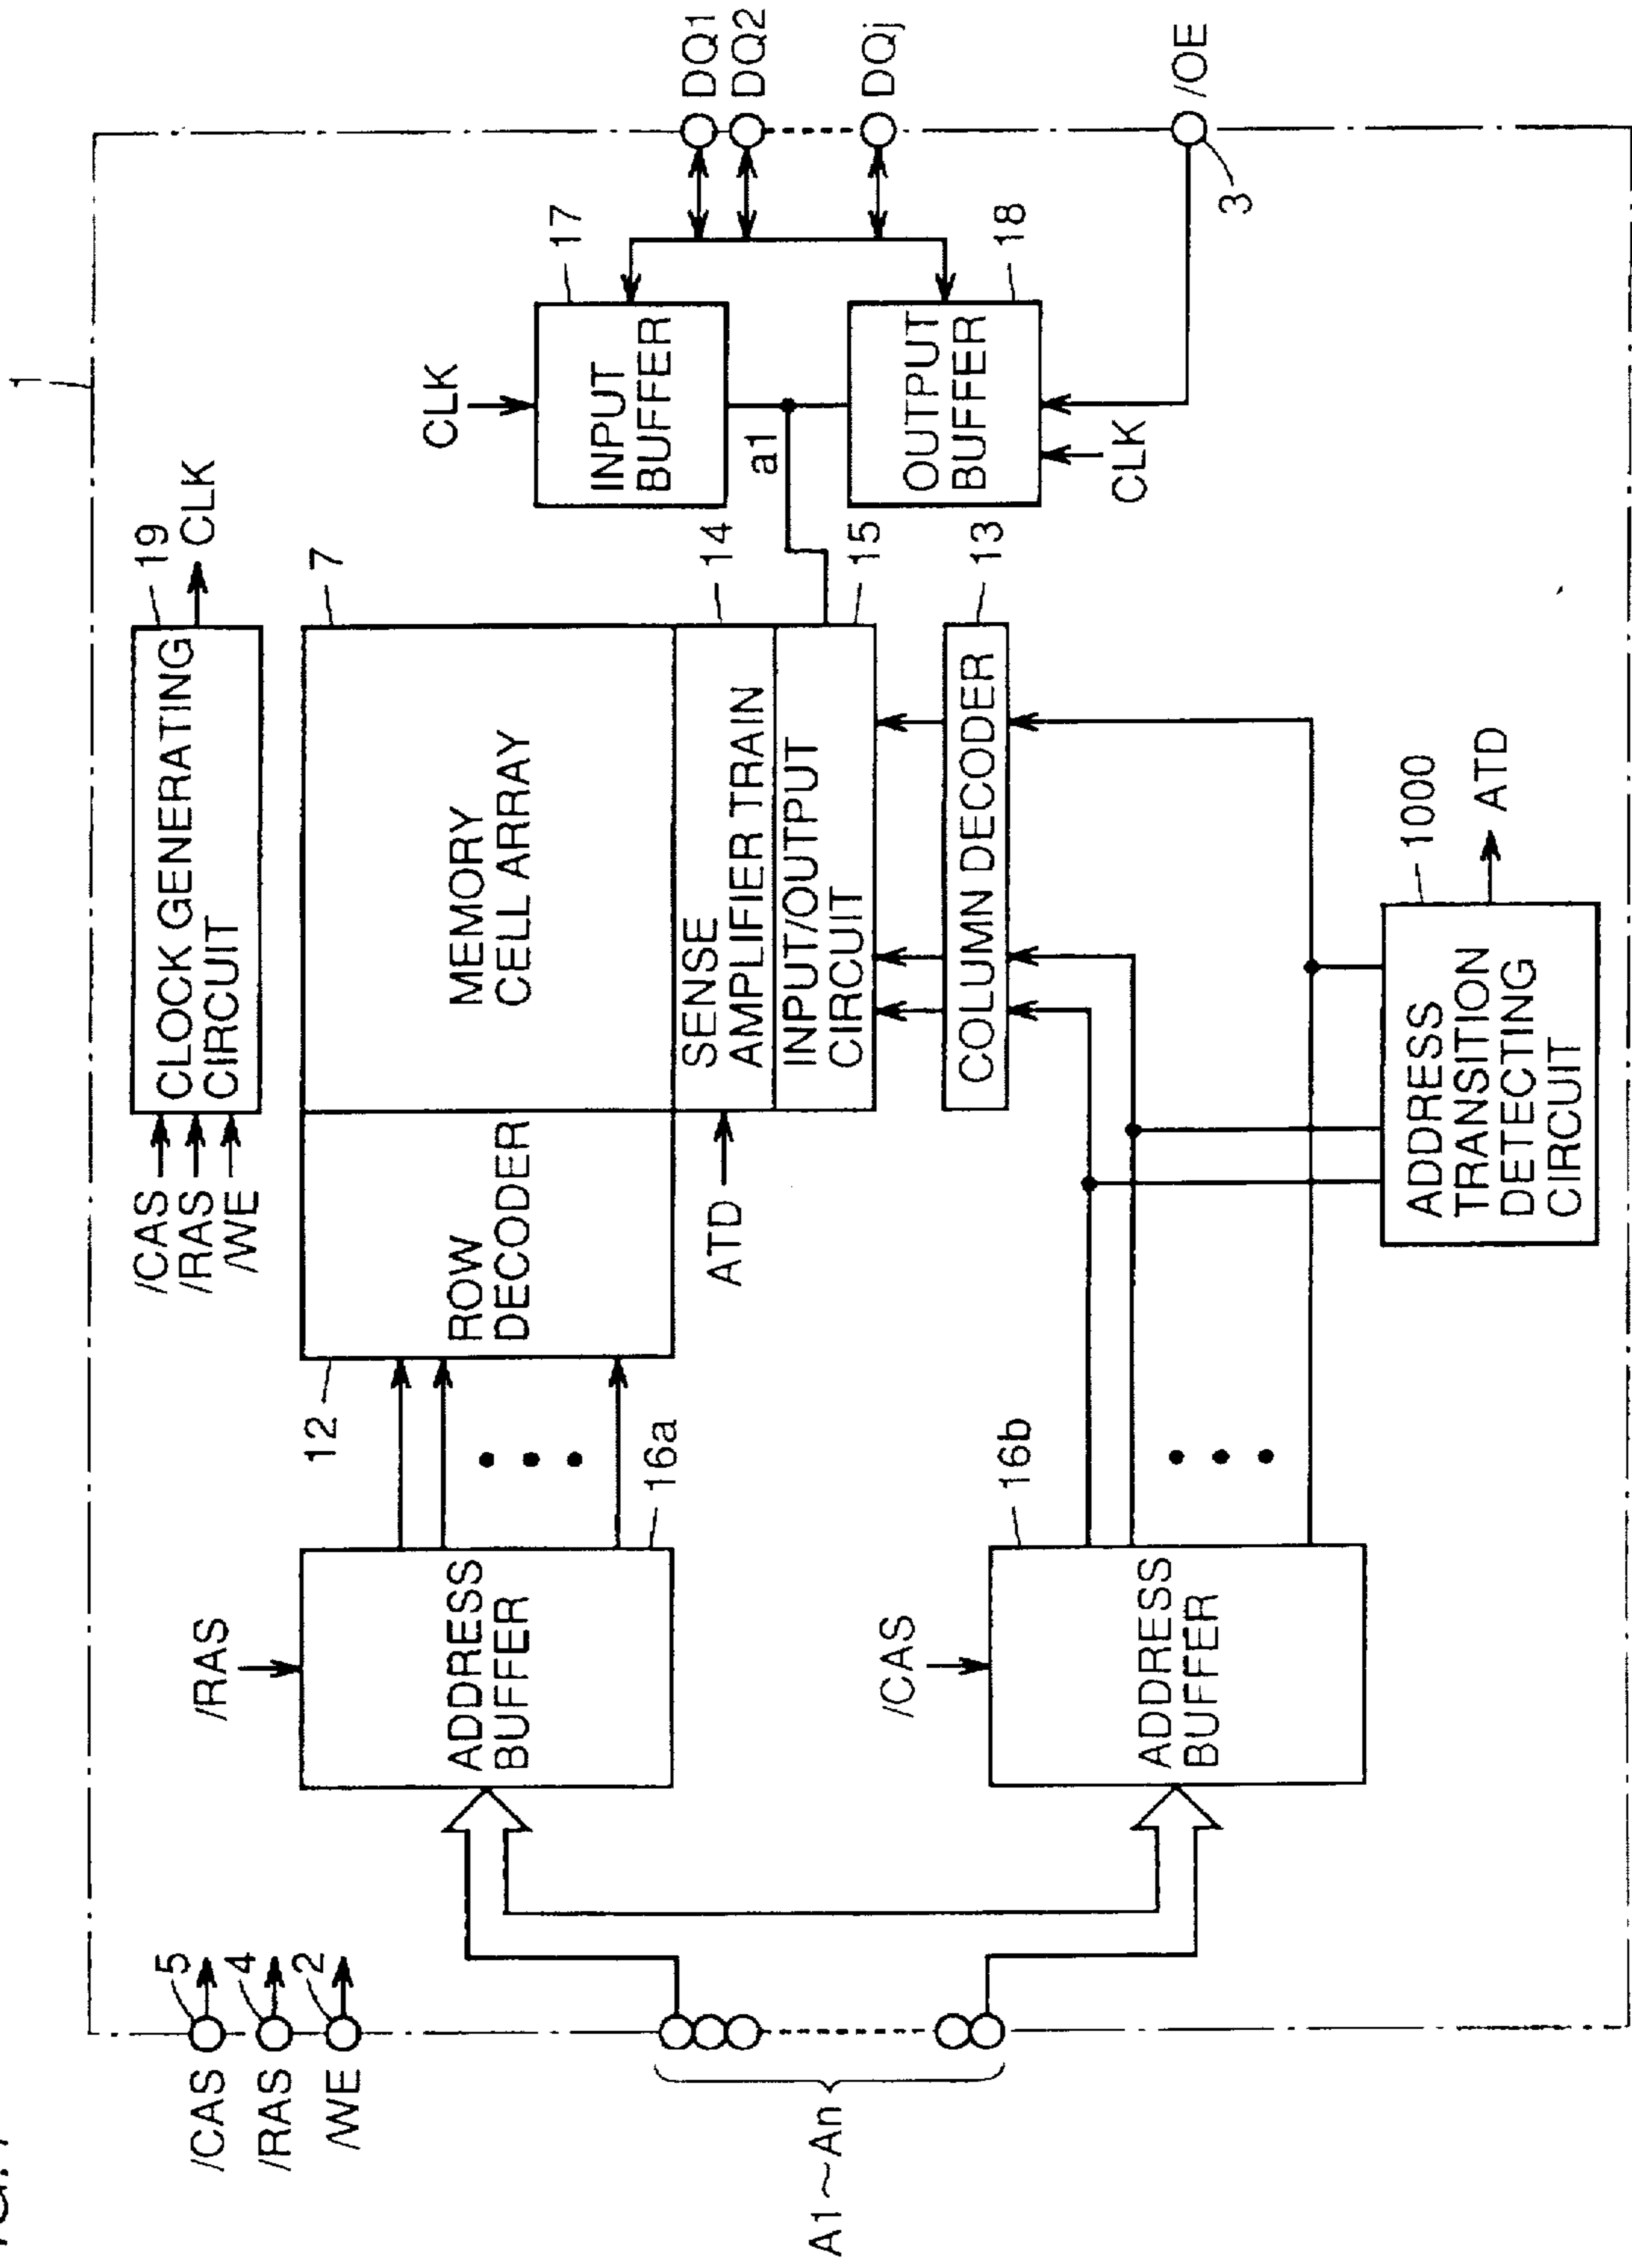 1
/CAS
5
/RAS
4
/WE
2
A1~An
/RAS
ADDRESS
BUFFER
16a
/CAS
ADDRESS
BUFFER
16b
/CAS
/RAS
/WE
CLOCK GENERATING
CIRCUIT
19
CLK
12
ROW
DECODER
MEMORY
CELL ARRAY
7
ATD
SENSE
AMPLIFIER TRAIN
14
INPUT/OUTPUT
CIRCUIT
15
COLUMN DECODER
13
ADDRESS
TRANSITION
DETECTING
CIRCUIT
1000
ATD
CLK
INPUT
BUFFER
17
a1
OUTPUT
BUFFER
18
CLK
DQ1
DQ2
DQj
/OE
3